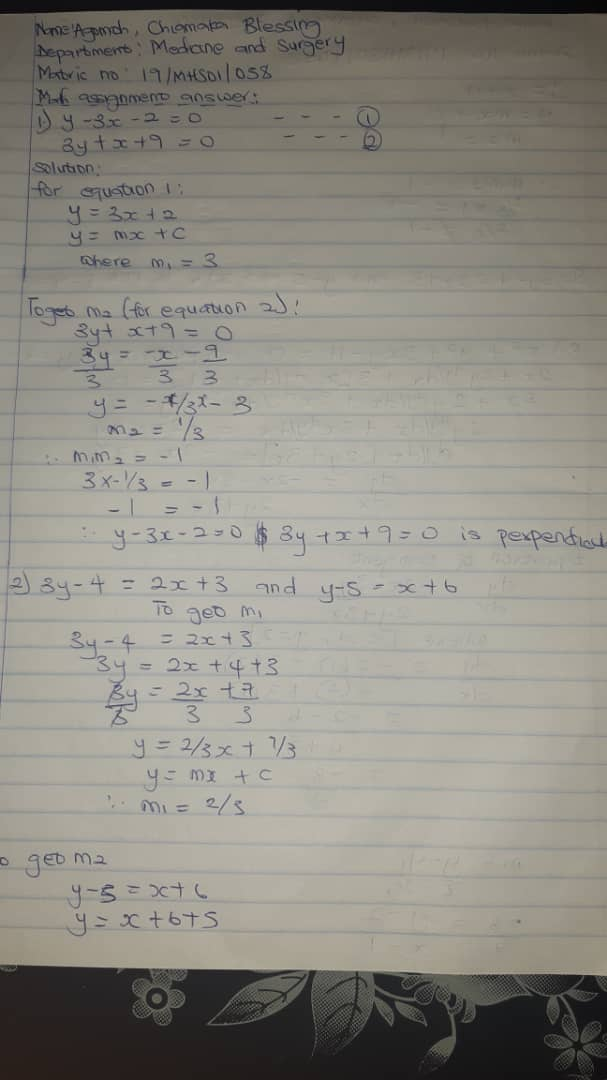 Name: Agomoh, Chiamaka Blessing
Department: Medicine and Surgery
Matric no: 19/MHS01/058
Math assignment answer:
1) y - 3x - 2 = 0 - - - ①
3y + x + 9 = 0 - - - ②
Solution:
for equation 1:
y = 3x + 2
y = mx + c
where m₁ = 3
To get m₂ (for equation 2):
3y + x + 9 = 0
3y/3 = -x/3 - 9/3
y = -1/3x - 3
m₂ = 1/3
∴ m₁m₂ = -1
3 x -1/3 = -1
-1 = -1
∴ y - 3x - 2 = 0 & 3y + x + 9 = 0 is
2) 3y - 4 = 2x + 3 and y - 5 = x + 6
To get m₁
3y - 4 = 2x + 3
3y = 2x + 4 + 3
3y/3 = 2x/3 + 7/3
y = 2/3x + 7/3
y = mx + c
∴ m₁ = 2/3
o get m₂
y - 5 = x + 6
y = x + 6 + 5